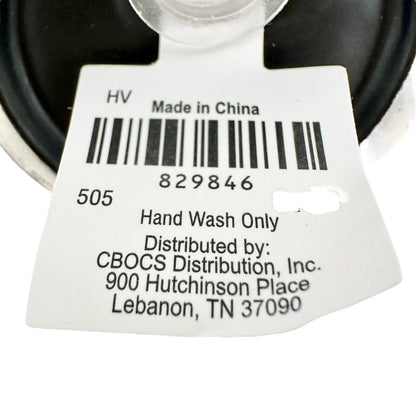 HV
Made in China
829846
505
Hand Wash Only
Distributed by:
CBOCS Distribution, Inc.
900 Hutchinson Place
Lebanon, TN 37090